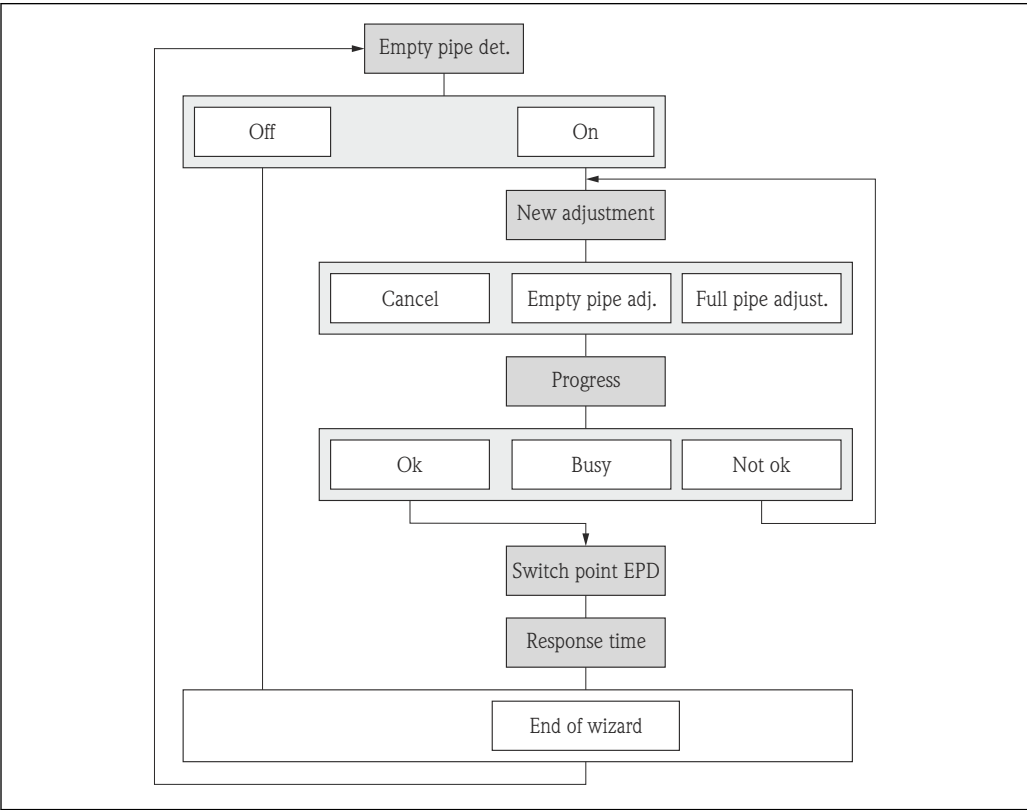 Empty pipe det.
Off
On
New adjustment
Cancel
Empty pipe adj.
Full pipe adjust.
Progress
Ok
Busy
Not ok
Switch point EPD
Response time
End of wizard